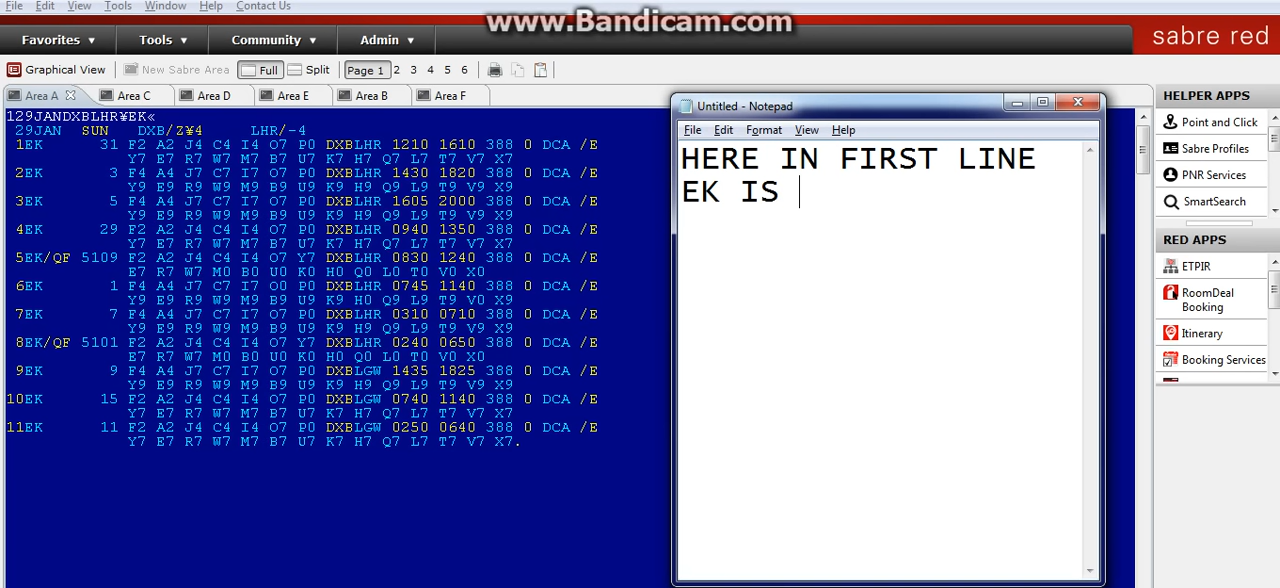 File Edit View Tools Window Help Contact Us
www.Bandicam.com
Favorites Tools Community Admin
sabre red
Graphical View New Sabre Area Full Split Page 1 2 3 4 5 6
Area A Area C Area D Area E Area B Area F
129JANDXBLHR¥EK«
29JAN SUN DXB/Z¥4 LHR/-4
1EK 31 F2 A2 J4 C4 I4 O7 P0 DXBLHR 1210 1610 388 0 DCA /E
Y7 E7 R7 W7 M7 B7 U7 K7 H7 Q7 L7 T7 V7 X7
2EK 3 F4 A4 J7 C7 I7 O7 P0 DXBLHR 1430 1820 388 0 DCA /E
Y9 E9 R9 W9 M9 B9 U9 K9 H9 Q9 L9 T9 V9 X9
3EK 5 F4 A4 J7 C7 I7 O7 P0 DXBLHR 1605 2000 388 0 DCA /E
Y9 E9 R9 W9 M9 B9 U9 K9 H9 Q9 L9 T9 V9 X9
4EK 29 F2 A2 J4 C4 I4 O7 P0 DXBLHR 0940 1350 388 0 DCA /E
Y7 E7 R7 W7 M7 B7 U7 K7 H7 Q7 L7 T7 V7 X7
5EK/QF 5109 F2 A2 J4 C4 I4 O7 Y7 DXBLHR 0830 1240 388 0 DCA /E
E7 R7 W7 M0 B0 U0 K0 H0 Q0 L0 T0 V0 X0
6EK 1 F4 A4 J7 C7 I7 O0 P0 DXBLHR 0745 1140 388 0 DCA /E
Y9 E9 R9 W9 M9 B9 U9 K9 H0 Q9 L9 T9 V0 X9
7EK 7 F4 A4 J7 C7 I7 O7 P0 DXBLHR 0310 0710 388 0 DCA /E
Y9 E9 R9 W9 M9 B9 U9 K9 H9 Q9 L9 T9 V9 X9
8EK/QF 5101 F2 A2 J4 C4 I4 O7 Y7 DXBLHR 0240 0650 388 0 DCA /E
E7 R7 W7 M0 B0 U0 K0 H0 Q0 L0 T0 V0 X0
9EK 9 F4 A4 J7 C7 I7 O7 P0 DXBLGW 1435 1825 388 0 DCA /E
Y9 E9 R9 W9 M9 B9 U9 K9 H9 Q9 L9 T9 V9 X9
10EK 15 F2 A2 J4 C4 I4 O7 P0 DXBLGW 0740 1140 388 0 DCA /E
Y7 E7 R7 W7 M7 B7 U7 K7 H7 Q7 L7 T7 V7 X7
11EK 11 F2 A2 J4 C4 I4 O7 P0 DXBLGW 0250 0640 388 0 DCA /E
Y7 E7 R7 W7 M7 B7 U7 K7 H7 Q7 L7 T7 V7 X7.
Untitled - Notepad
File Edit Format View Help
HERE IN FIRST LINE
EK IS
HELPER APPS
Point and Click
Sabre Profiles
PNR Services
SmartSearch
RED APPS
ETPIR
RoomDeal
Booking
Itinerary
Booking Services